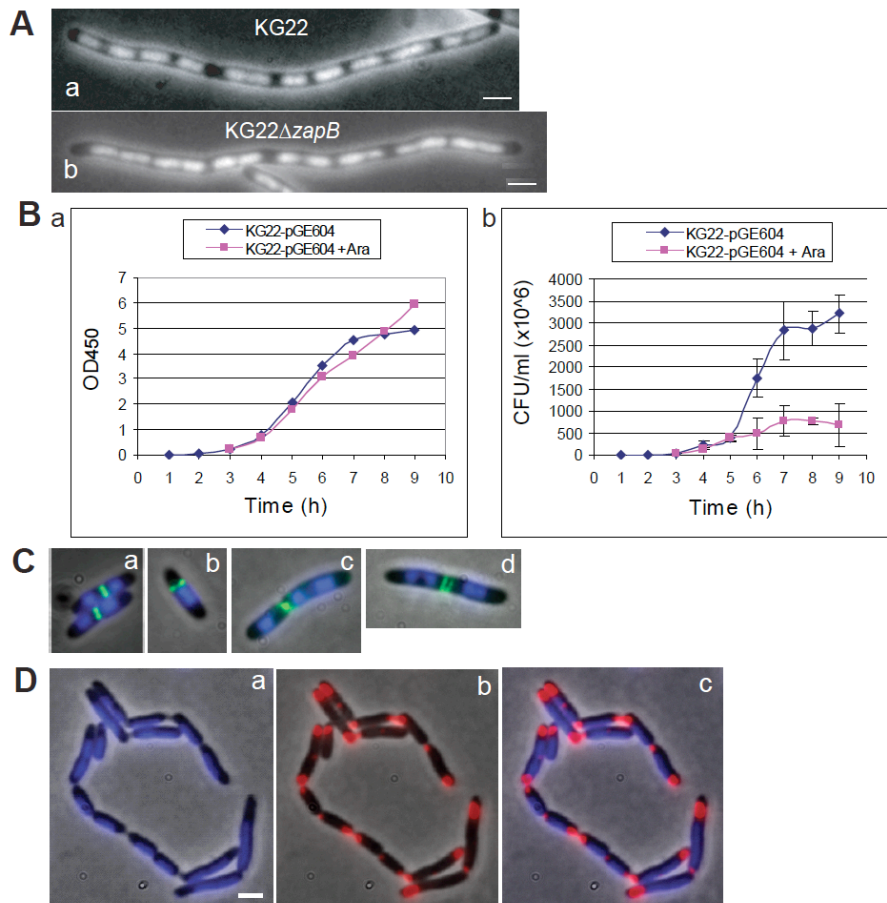 A
KG22
a
KG22ΔzapB
b
B
a
KG22-pGE604
KG22-pGE604 +Ara
7
6
5
4
3
2
1
0
OD450
0 1 2 3 4 5 6 7 8 9 10
Time (h)
b
KG22-pGE604
KG22-pGE604 + Ara
4000
3500
3000
2500
2000
1500
1000
500
0
CFU/ml (x10^6)
0 1 2 3 4 5 6 7 8 9 10
Time (h)
C
a
b
c
d
D
a
b
c